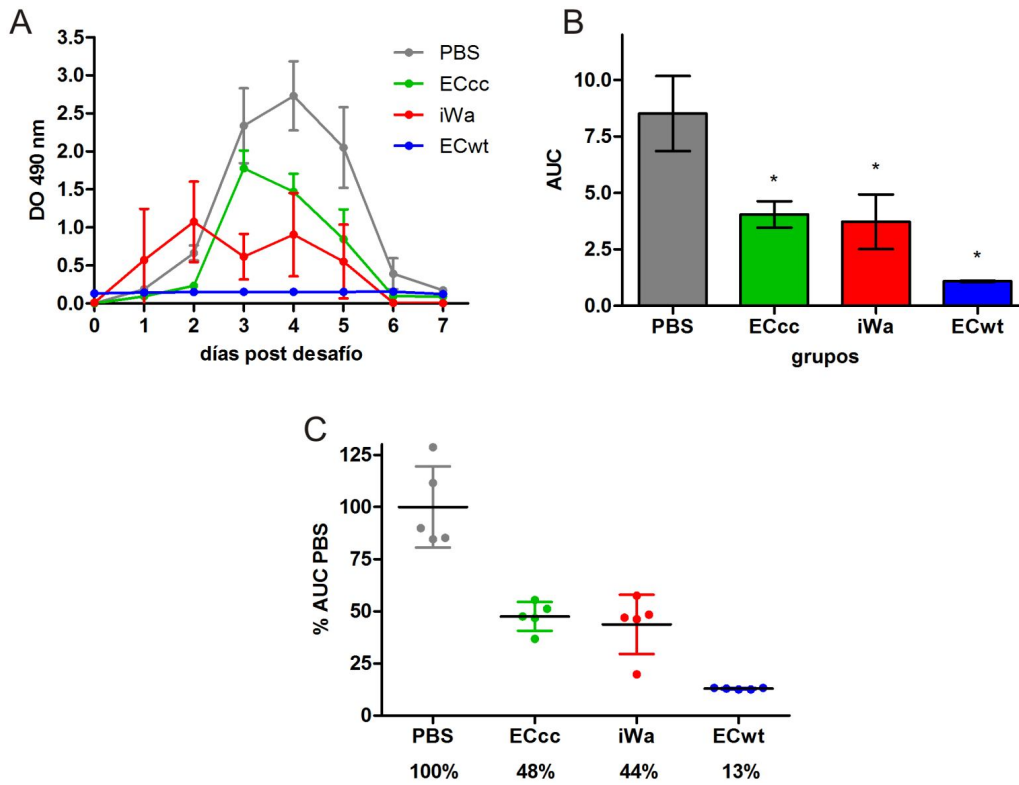 A
DO 490 nm
3.5
3.0
2.5
2.0
1.5
1.0
0.5
0.0
0 1 2 3 4 5 6 7
días post desafío
PBS
ECcc
iWa
ECwt
B
AUC
10.0
7.5
5.0
2.5
0.0
* * *
PBS ECcc iWa ECwt
grupos
C
% AUC PBS
125
100
75
50
25
0
PBS ECcc iWa ECwt
100% 48% 44% 13%